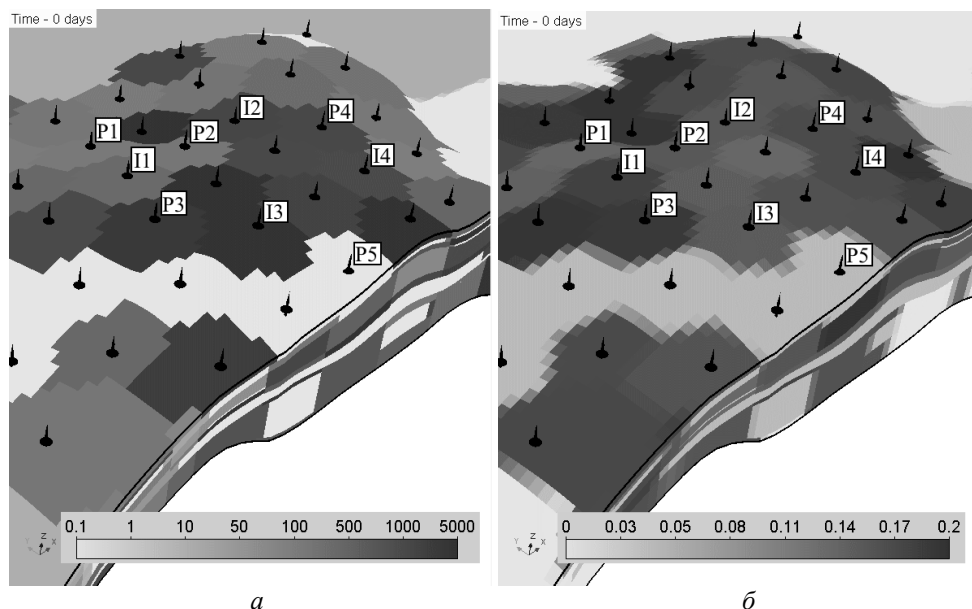 Time - 0 days
I2
P4
P1
P2
I4
I1
P3
I3
P5
0.1 1 10 50 100 500 1000 5000
Y Z X
а
Time - 0 days
I2
P4
P1
P2
I4
I1
P3
I3
P5
0 0.03 0.05 0.08 0.11 0.14 0.17 0.2
Y Z X
б